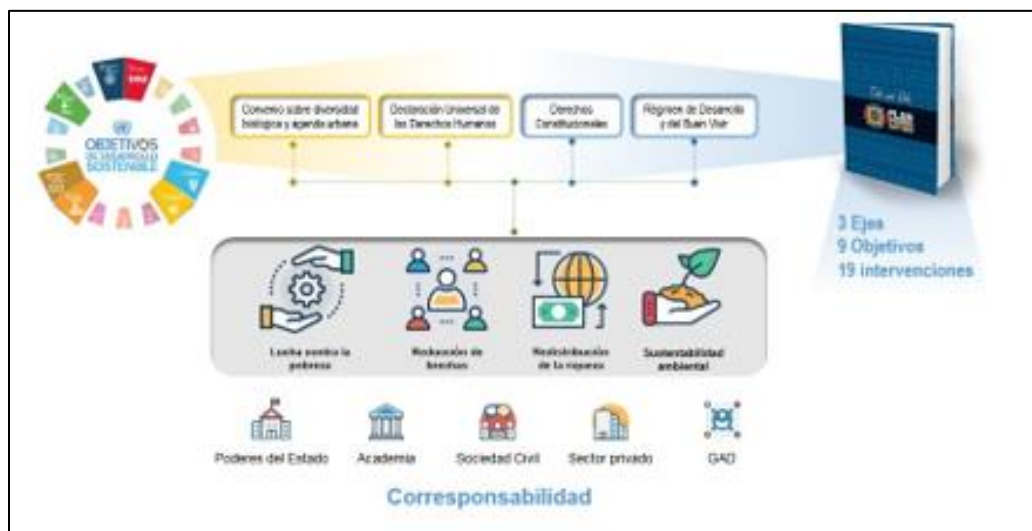 OBJETIVOS
DE DESARROLLO
SOSTENIBLE
Convenio sobre diversidad
biológica y agenda urbana
Declaración Universal de
los Derechos Humanos
Derechos
Constitucionales
Régimen de Desarrollo
y del Buen Vivir
3 Ejes
9 Objetivos
19 intervenciones
Lucha contra la
pobreza
Reducción de
brechas
Redistribución
de la riqueza
Sustentabilidad
ambiental
Poderes del Estado
Academia
Sociedad Civil
Sector privado
GAD
Corresponsabilidad